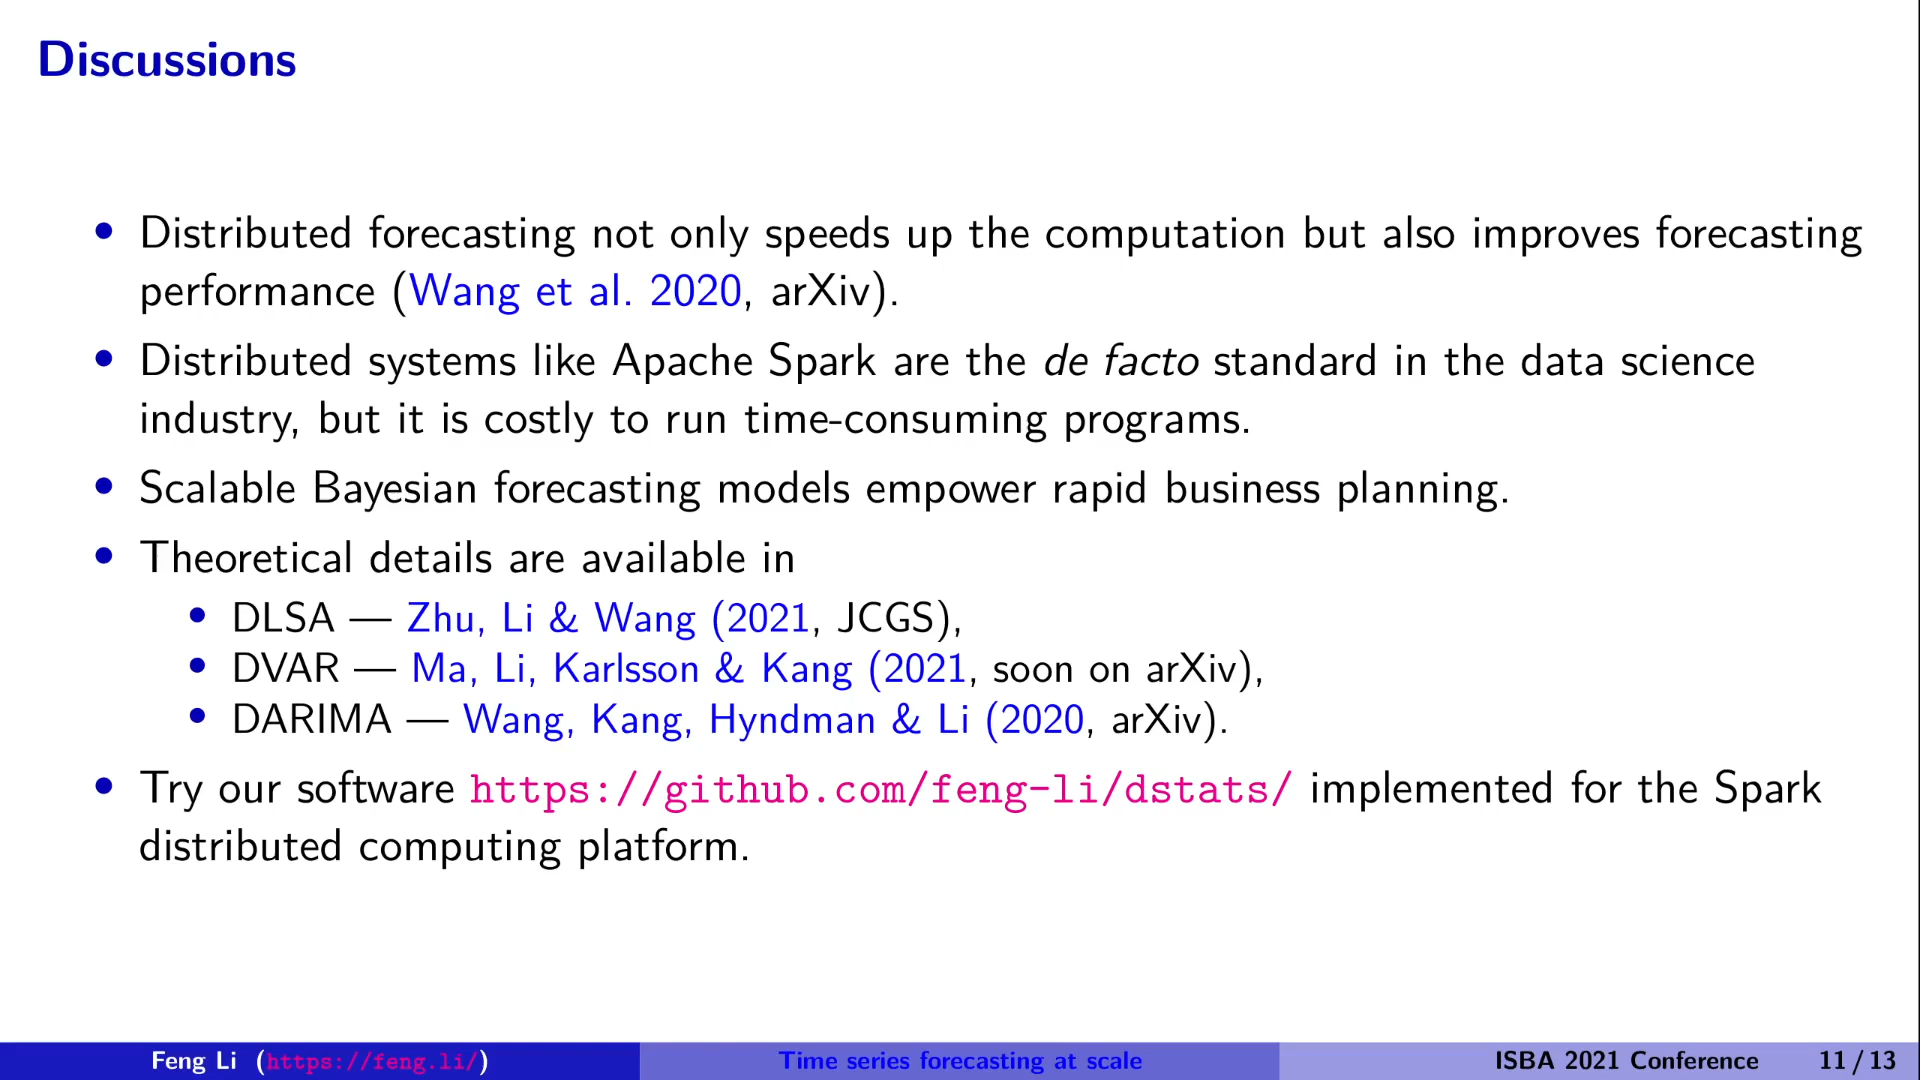 Discussions
• Distributed forecasting not only speeds up the computation but also improves forecasting
performance (Wang et al. 2020, arXiv).
• Distributed systems like Apache Spark are the de facto standard in the data science
industry, but it is costly to run time-consuming programs.
• Scalable Bayesian forecasting models empower rapid business planning.
• Theoretical details are available in
• DLSA — Zhu, Li & Wang (2021, JCGS),
• DVAR — Ma, Li, Karlsson & Kang (2021, soon on arXiv),
• DARIMA — Wang, Kang, Hyndman & Li (2020, arXiv).
• Try our software https://github.com/feng-li/dstats/ implemented for the Spark
distributed computing platform.
Feng Li (https://feng.li/) Time series forecasting at scale ISBA 2021 Conference 11 / 13